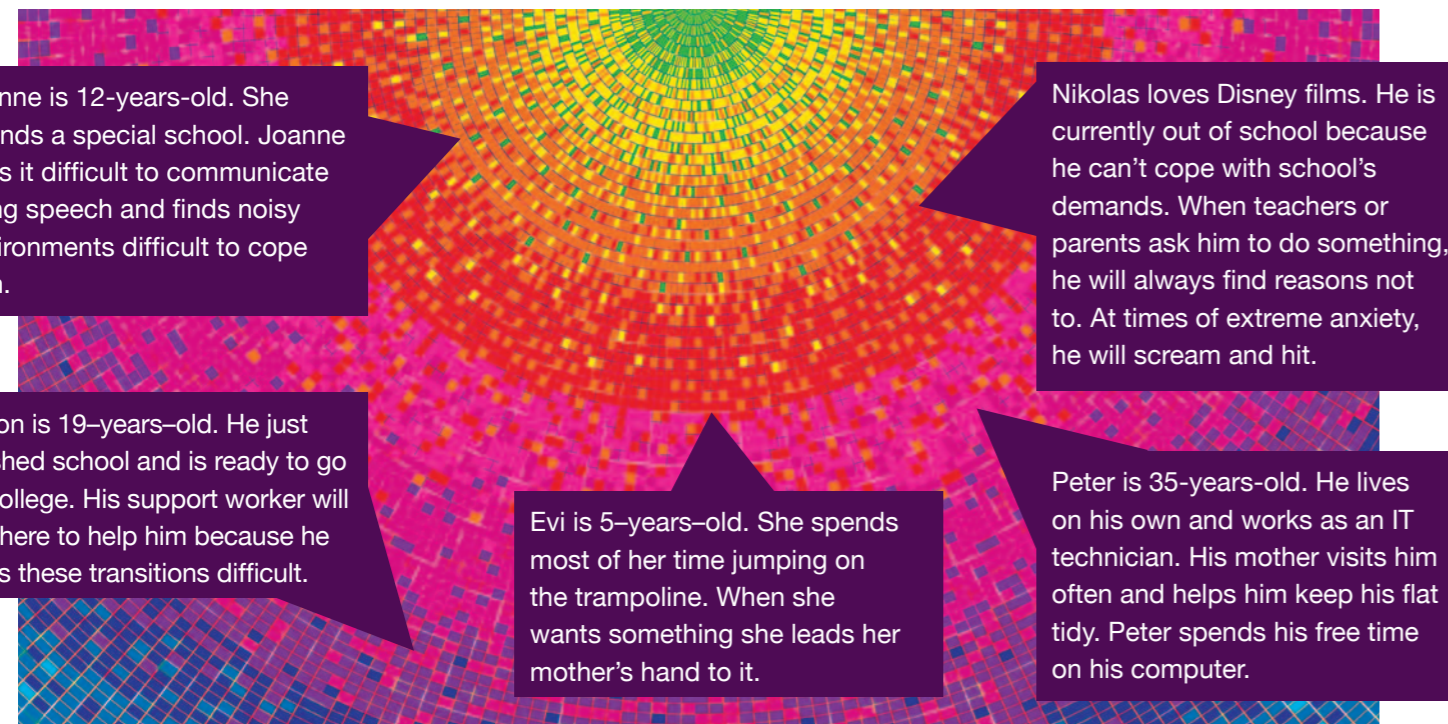 nne is 12-years-old. She
nds a special school. Joanne
s it difficult to communicate
ng speech and finds noisy
ironments difficult to cope
.
Nikolas loves Disney films. He is
currently out of school because
he can’t cope with school’s
demands. When teachers or
parents ask him to do something,
he will always find reasons not
to. At times of extreme anxiety,
he will scream and hit.
on is 19–years–old. He just
shed school and is ready to go
ollege. His support worker will
here to help him because he
s these transitions difficult.
Evi is 5–years–old. She spends
most of her time jumping on
the trampoline. When she
wants something she leads her
mother’s hand to it.
Peter is 35-years-old. He lives
on his own and works as an IT
technician. His mother visits him
often and helps him keep his flat
tidy. Peter spends his free time
on his computer.